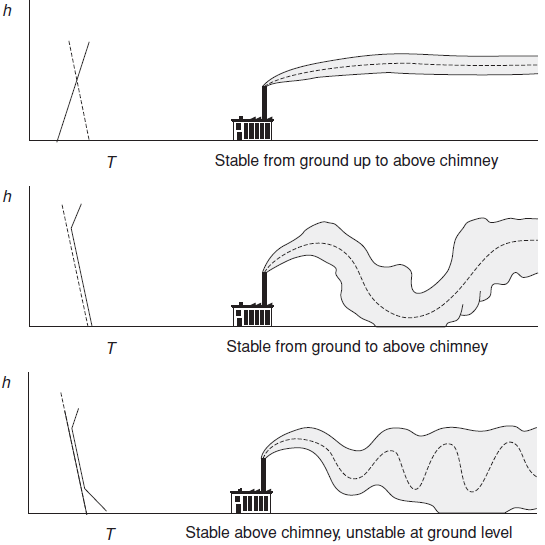 h
T
Stable from ground up to above chimney
h
T
Stable from ground to above chimney
h
T
Stable above chimney, unstable at ground level